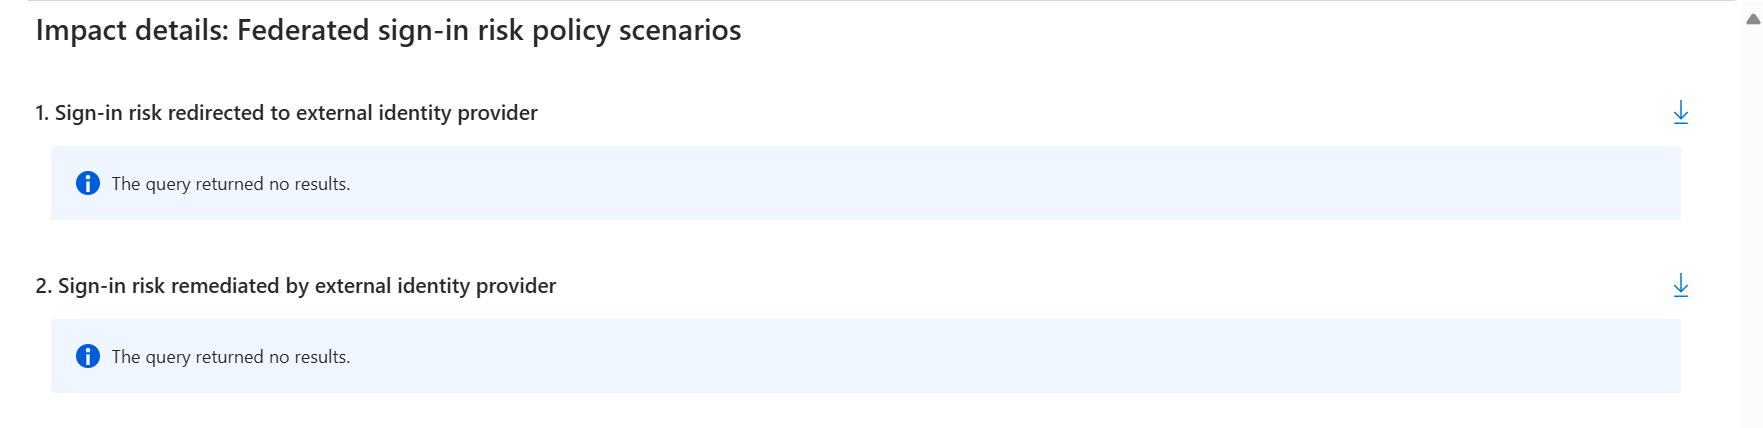 Impact details: Federated sign-in risk policy scenarios
1. Sign-in risk redirected to external identity provider
The query returned no results.
2. Sign-in risk remediated by external identity provider
The query returned no results.